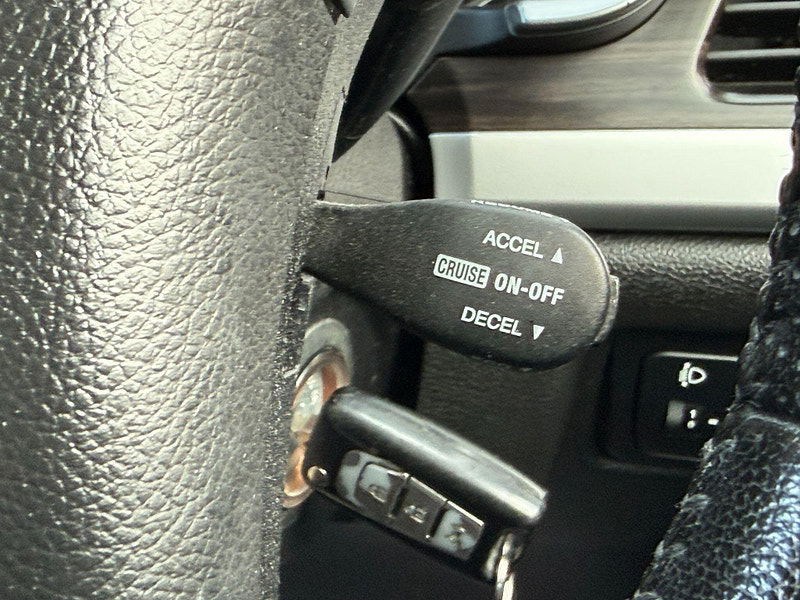 ACCEL ▲
CRUISE ON-OFF
DECEL ▼